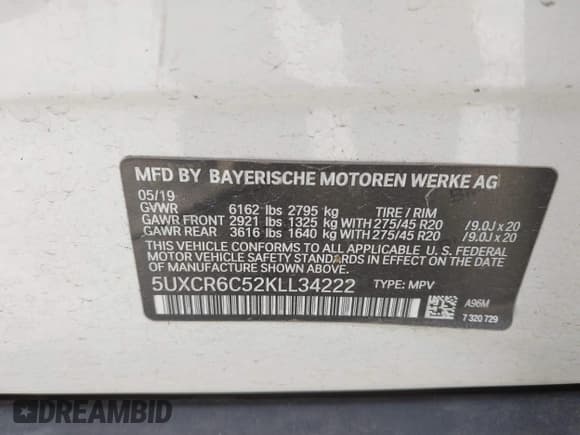 MFD BY BAYERISCHE MOTOREN WERKE AG
05/19
GVWR 6162 lbs 2795 kg TIRE / RIM
GAWR FRONT 2921 lbs 1325 kg WITH 275/45 R20 /9.0J x 20
GAWR REAR 3616 lbs 1640 kg WITH 275/45 R20 /9.0J x 20
THIS VEHICLE CONFORMS TO ALL APPLICABLE U. S. FEDERAL
MOTOR VEHICLE SAFETY STANDARDS IN EFFECT ON THE DATE OF
MANUFACTURE SHOWN ABOVE.
5UXCR6C52KLL34222 TYPE: MPV
A96M
7 320 729
DREAMBID